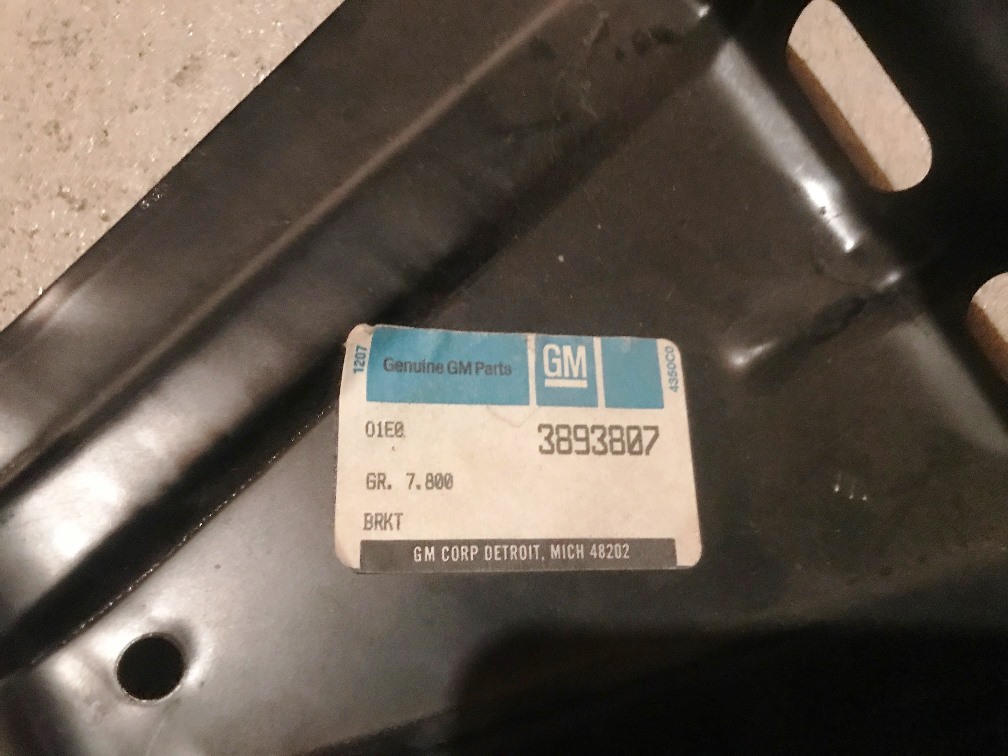 1207
Genuine GM Parts
GM
4350C0
01E0
3893807
GR. 7.800
BRKT
GM CORP DETROIT, MICH 48202